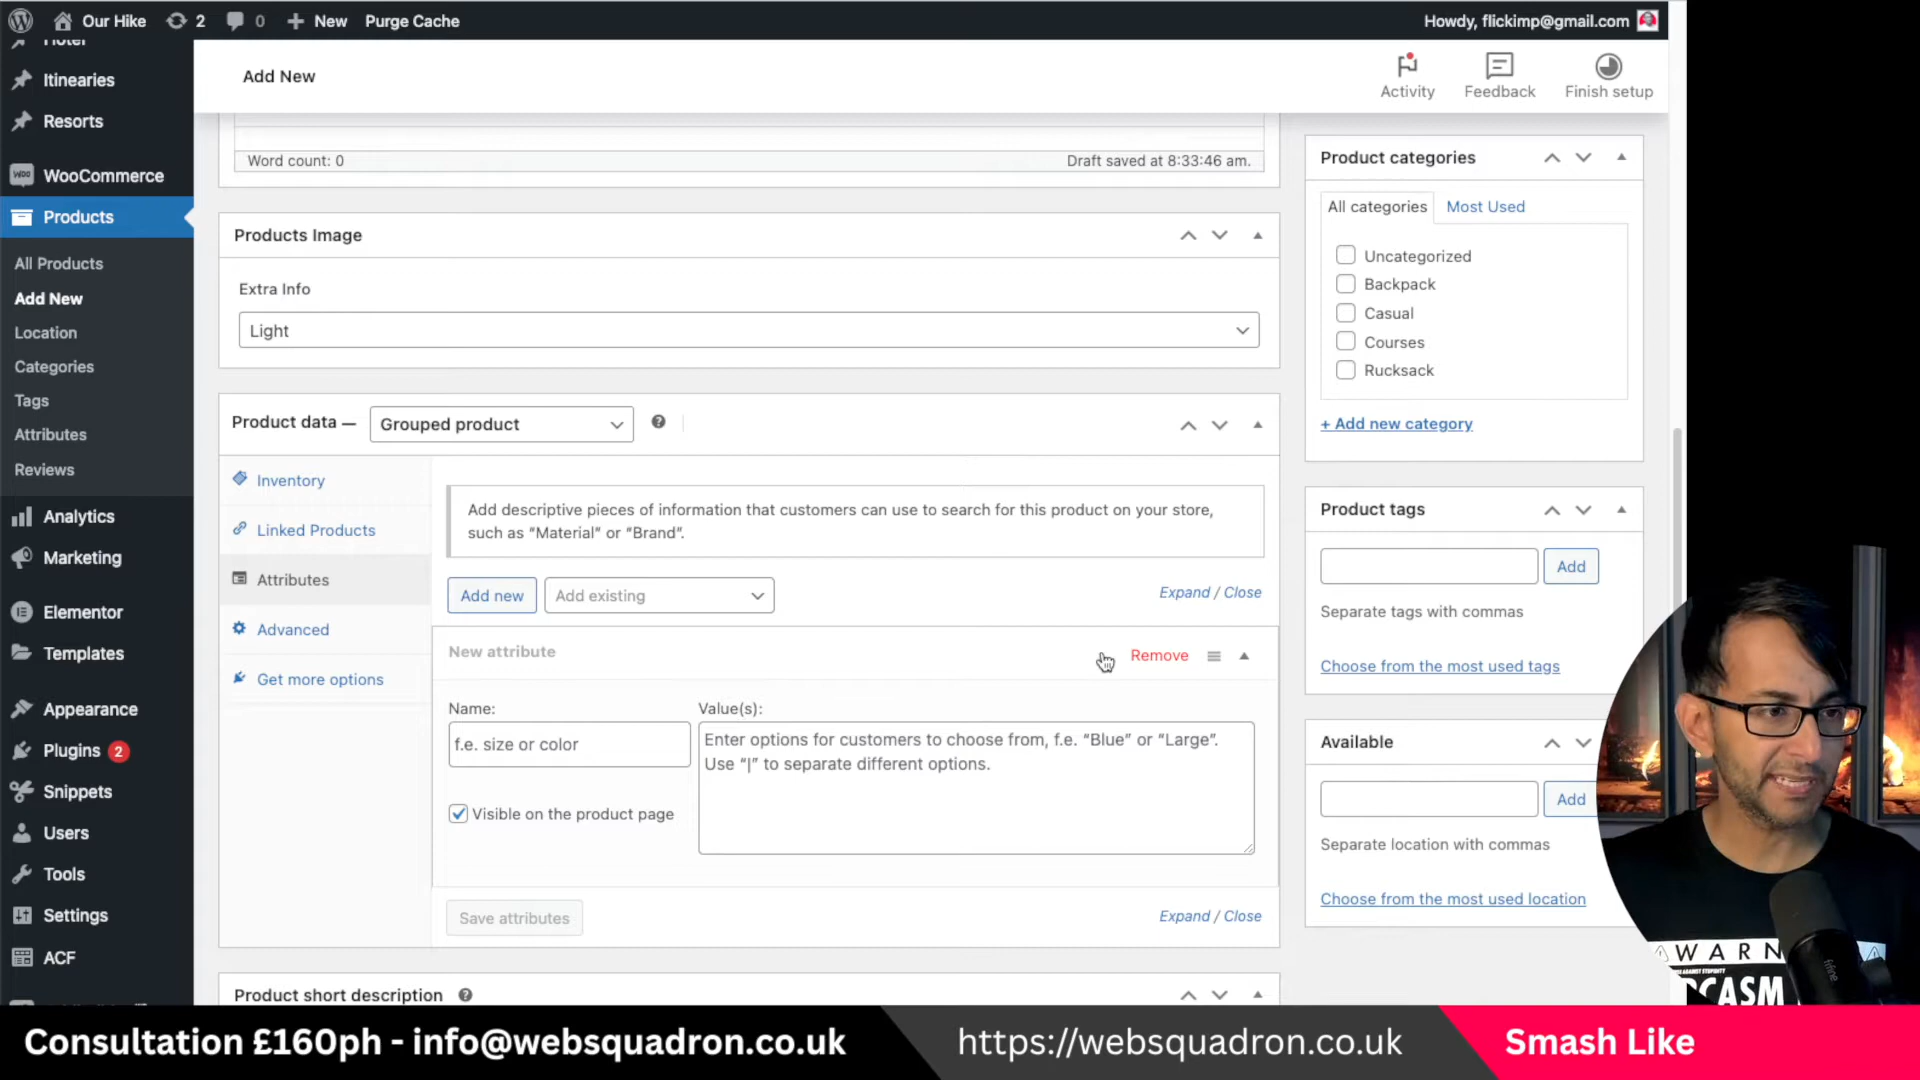 Our Hike
2
0
New
Purge Cache
Howdy, flickimp@gmail.com
Itinearies
Resorts
WooCommerce
Products
All Products
Add New
Location
Categories
Tags
Attributes
Reviews
Analytics
Marketing
Elementor
Templates
Appearance
Plugins 2
Snippets
Users
Tools
Settings
ACF
Add New
Activity
Feedback
Finish setup
Word count: 0
Draft saved at 8:33:46 am.
Products Image
Extra Info
Light
Product data —
Grouped product
Inventory
Linked Products
Attributes
Advanced
Get more options
Add descriptive pieces of information that customers can use to search for this product on your store,
such as “Material” or “Brand”.
Add new
Add existing
Expand / Close
New attribute
Remove
Name:
f.e. size or color
Value(s):
Enter options for customers to choose from, f.e. “Blue” or “Large”.
Use “|” to separate different options.
Visible on the product page
Save attributes
Expand / Close
Product short description
Product categories
All categories
Most Used
Uncategorized
Backpack
Casual
Courses
Rucksack
+ Add new category
Product tags
Add
Separate tags with commas
Choose from the most used tags
Available
Add
Separate location with commas
Choose from the most used location
WARN
Consultation £160ph - info@websquadron.co.uk
https://websquadron.co.uk
Smash Like